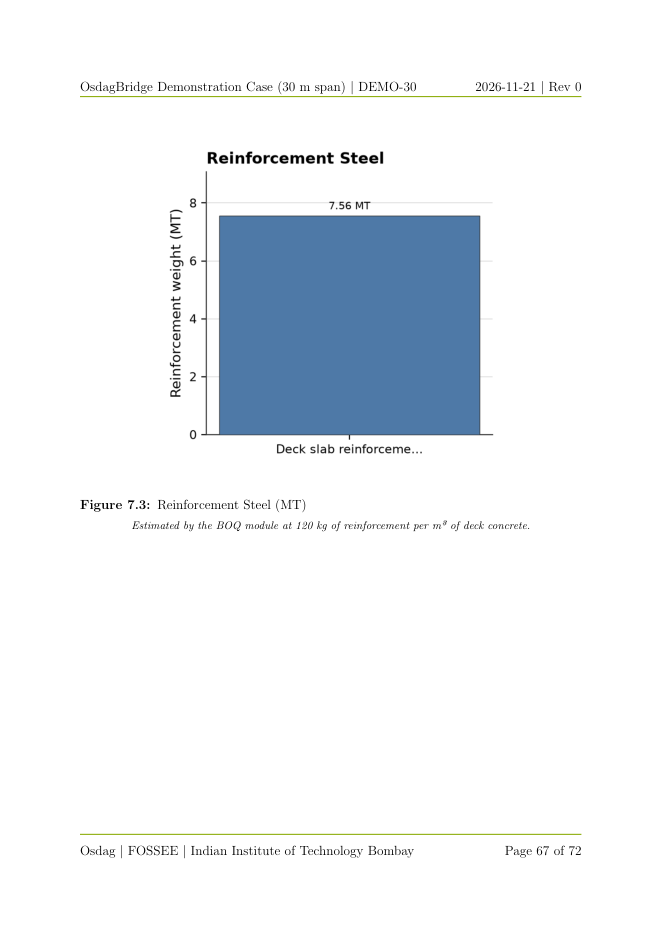 OsdagBridge Demonstration Case (30 m span) | DEMO-30 2026-11-21 | Rev 0
Reinforcement Steel
Reinforcement weight (MT)
8
6
4
2
0
7.56 MT
Deck slab reinforceme...
Figure 7.3: Reinforcement Steel (MT)
Estimated by the BOQ module at 120 kg of reinforcement per m³ of deck concrete.
Osdag | FOSSEE | Indian Institute of Technology Bombay Page 67 of 72